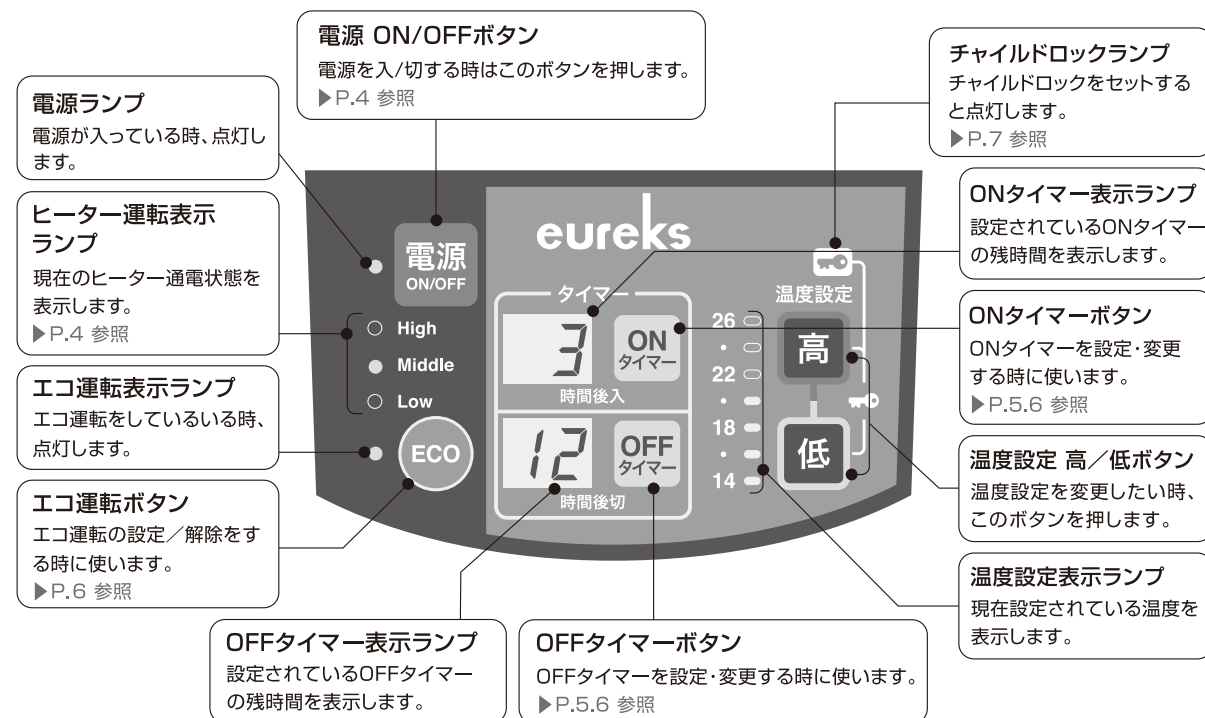 電源 ON/OFFボタン
電源を入/切する時はこのボタンを押します。
▶P.4 参照
チャイルドロックランプ
チャイルドロックをセットする
と点灯します。
▶P.7 参照
電源ランプ
電源が入っている時、点灯し
ます。
ヒーター運転表示
ランプ
現在のヒーター通電状態を
表示します。
▶P.4 参照
エコ運転表示ランプ
エコ運転をしているいる時、
点灯します。
エコ運転ボタン
エコ運転の設定／解除をす
る時に使います。
▶P.6 参照
eureks
電源
ON/OFF
High
Middle
Low
ECO
タイマー
3
ON
タイマー
時間後入
12
OFF
タイマー
時間後切
26
・
22
・
18
・
14
温度設定
高
低
ONタイマー表示ランプ
設定されているONタイマー
の残時間を表示します。
ONタイマーボタン
ONタイマーを設定・変更
する時に使います。
▶P.5.6 参照
温度設定 高／低ボタン
温度設定を変更したい時、
このボタンを押します。
温度設定表示ランプ
現在設定されている温度を
表示します。
OFFタイマー表示ランプ
設定されているOFFタイマー
の残時間を表示します。
OFFタイマーボタン
OFFタイマーを設定・変更する時に使います。
▶P.5.6 参照